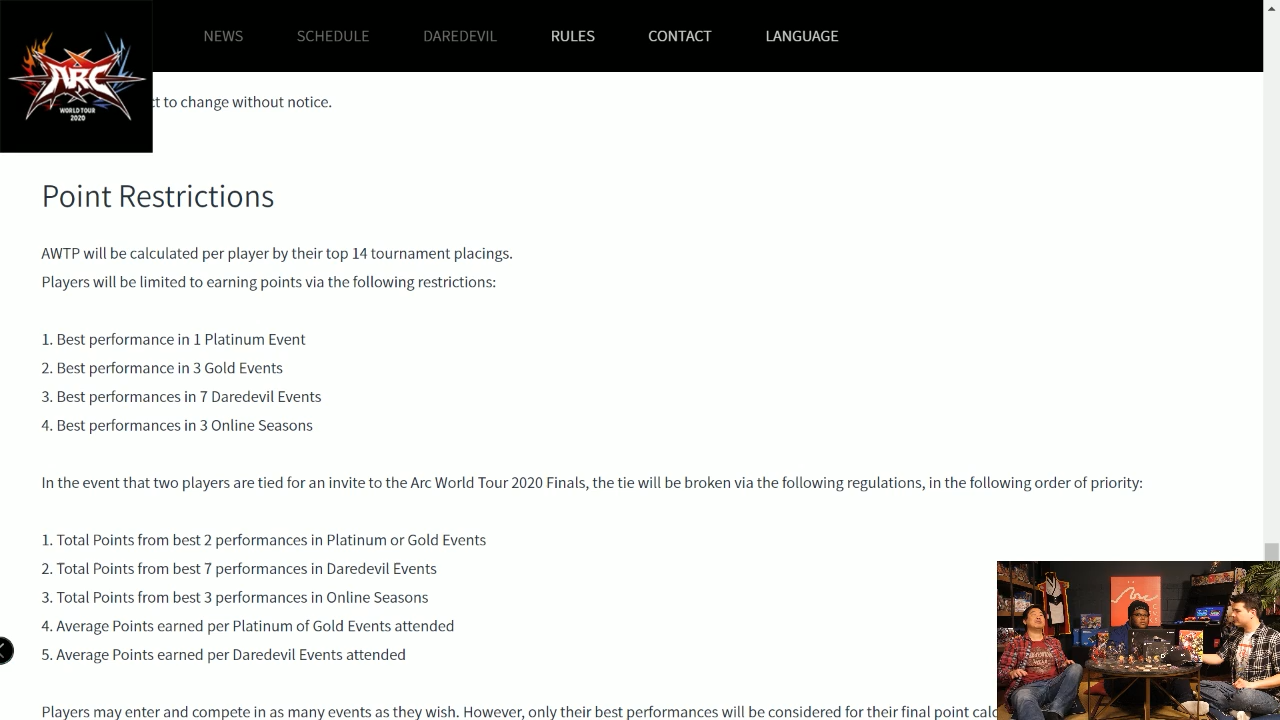 NEWS SCHEDULE DAREDEVIL RULES CONTACT LANGUAGE
ARC
WORLD TOUR
2020
ct to change without notice.
Point Restrictions
AWTP will be calculated per player by their top 14 tournament placings.
Players will be limited to earning points via the following restrictions:
1. Best performance in 1 Platinum Event
2. Best performance in 3 Gold Events
3. Best performances in 7 Daredevil Events
4. Best performances in 3 Online Seasons
In the event that two players are tied for an invite to the Arc World Tour 2020 Finals, the tie will be broken via the following regulations, in the following order of priority:
1. Total Points from best 2 performances in Platinum or Gold Events
2. Total Points from best 7 performances in Daredevil Events
3. Total Points from best 3 performances in Online Seasons
4. Average Points earned per Platinum of Gold Events attended
5. Average Points earned per Daredevil Events attended
Players may enter and compete in as many events as they wish. However, only their best performances will be considered for their final point calc